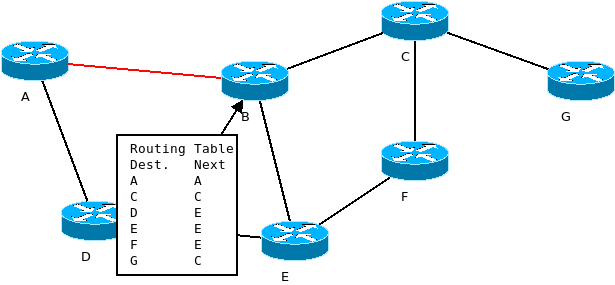 C
A
B
G
Routing Table
Dest. Next
A A
C C
D E
E E
F E
G C
F
D
E